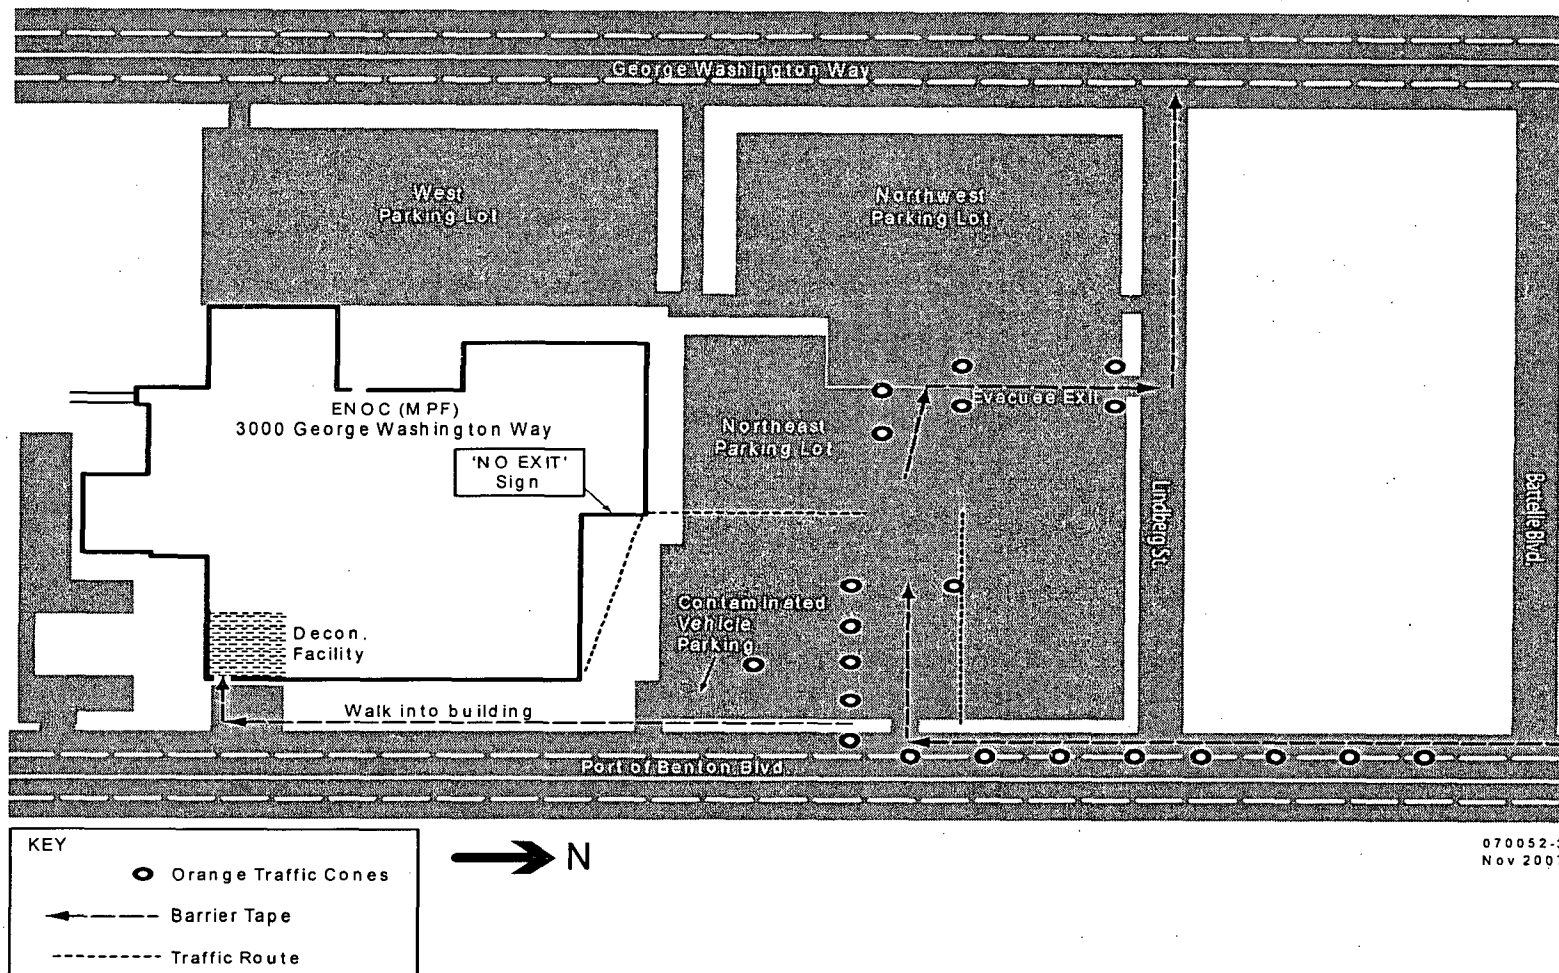 George Washington Way
West
Parking Lot
Northwest
Parking Lot
ENOC (MPF)
3000 George Washington Way
'NO EXIT'
Sign
Northeast
Parking Lot
Evacuee Exit
Lindberg St.
Battelle Blvd.
Contaminated
Vehicle
Parking
Decon.
Facility
Walk into building
Port of Benton Blvd.
KEY
Orange Traffic Cones
Barrier Tape
Traffic Route
N
Nov 2007